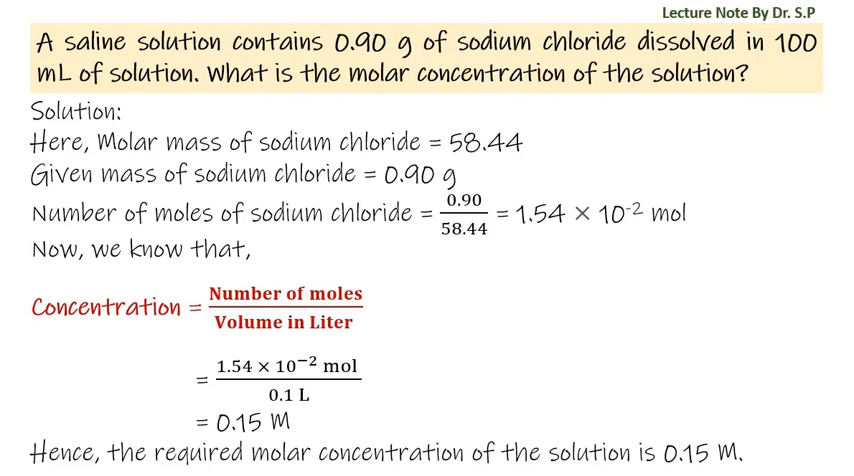 Lecture Note By Dr. S.P
A saline solution contains 0.90 g of sodium chloride dissolved in 100
mL of solution. What is the molar concentration of the solution?
Solution:
Here, Molar mass of sodium chloride = 58.44
Given mass of sodium chloride = 0.90 g
Number of moles of sodium chloride = 0.90/58.44 = 1.54 × 10⁻² mol
Now, we know that,
Concentration = Number of moles/Volume in Liter
= 1.54 × 10⁻² mol/0.1 L
= 0.15 M
Hence, the required molar concentration of the solution is 0.15 M.